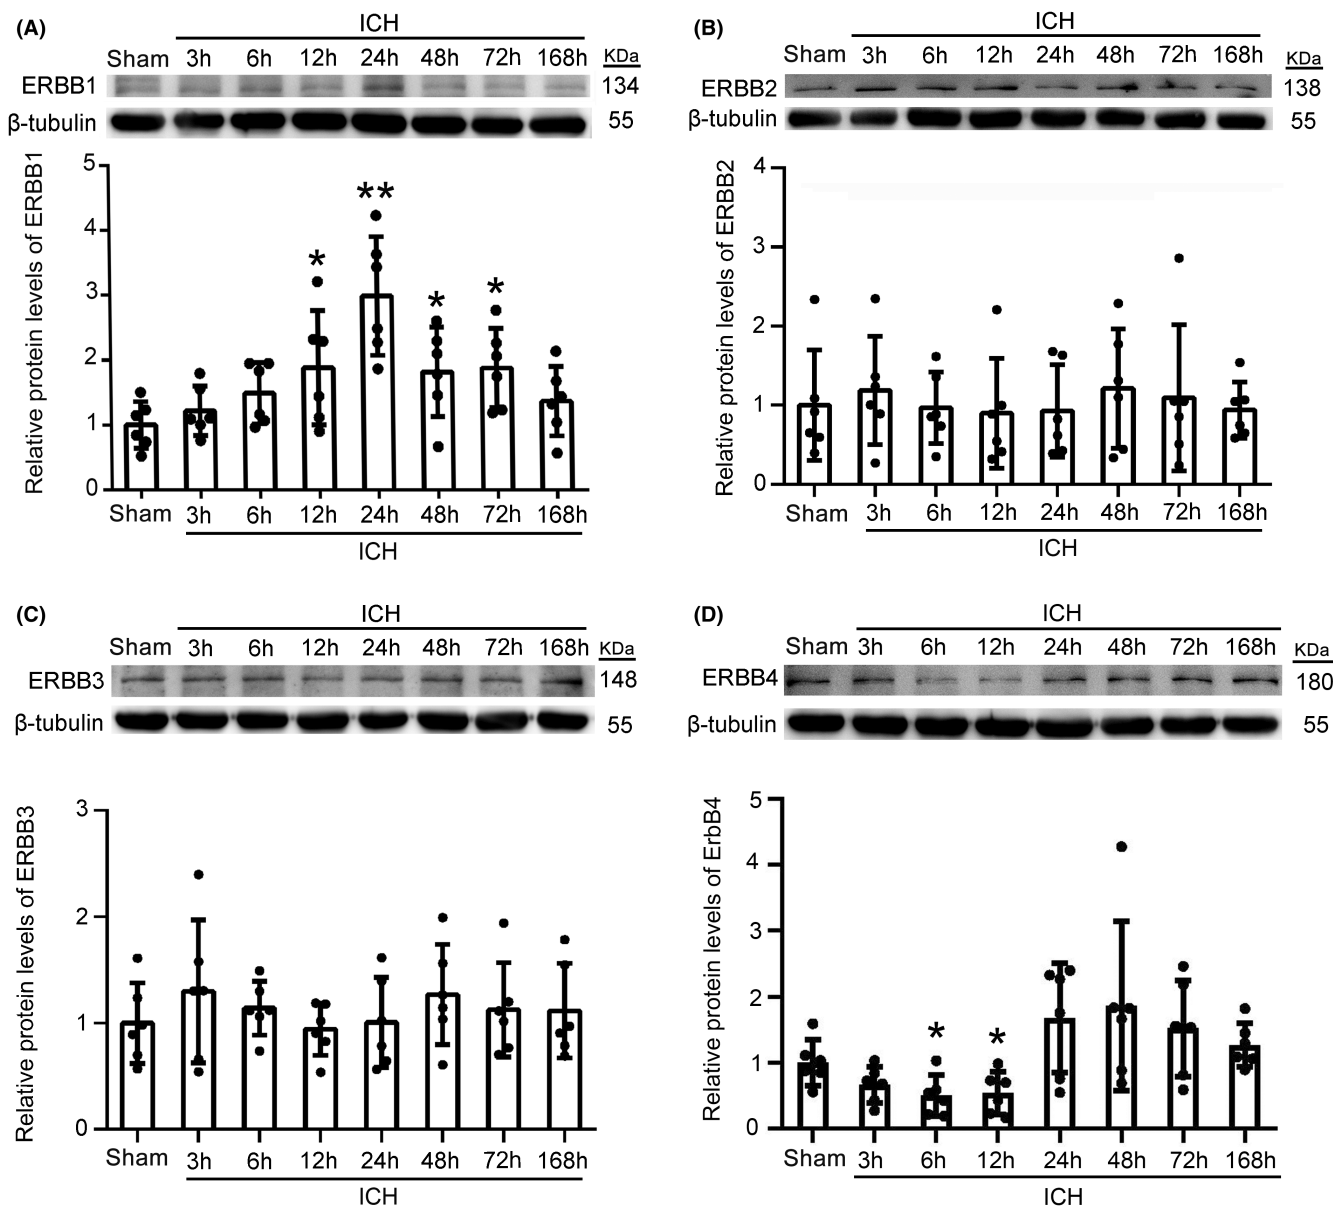 (A)
ICH
Sham 3h 6h 12h 24h 48h 72h 168h KDa
ERBB1 134
β-tubulin 55
Relative protein levels of ERBB1
5
4
3
2
1
0
*
**
*
*
Sham 3h 6h 12h 24h 48h 72h 168h
ICH
(B)
ICH
Sham 3h 6h 12h 24h 48h 72h 168h KDa
ERBB2 138
β-tubulin 55
Relative protein levels of ERBB2
4
3
2
1
0
Sham 3h 6h 12h 24h 48h 72h 168h
ICH
(C)
ICH
Sham 3h 6h 12h 24h 48h 72h 168h KDa
ERBB3 148
β-tubulin 55
Relative protein levels of ERBB3
3
2
1
0
Sham 3h 6h 12h 24h 48h 72h 168h
ICH
(D)
ICH
Sham 3h 6h 12h 24h 48h 72h 168h KDa
ERBB4 180
β-tubulin 55
Relative protein levels of ErbB4
5
4
3
2
1
0
* *
Sham 3h 6h 12h 24h 48h 72h 168h
ICH